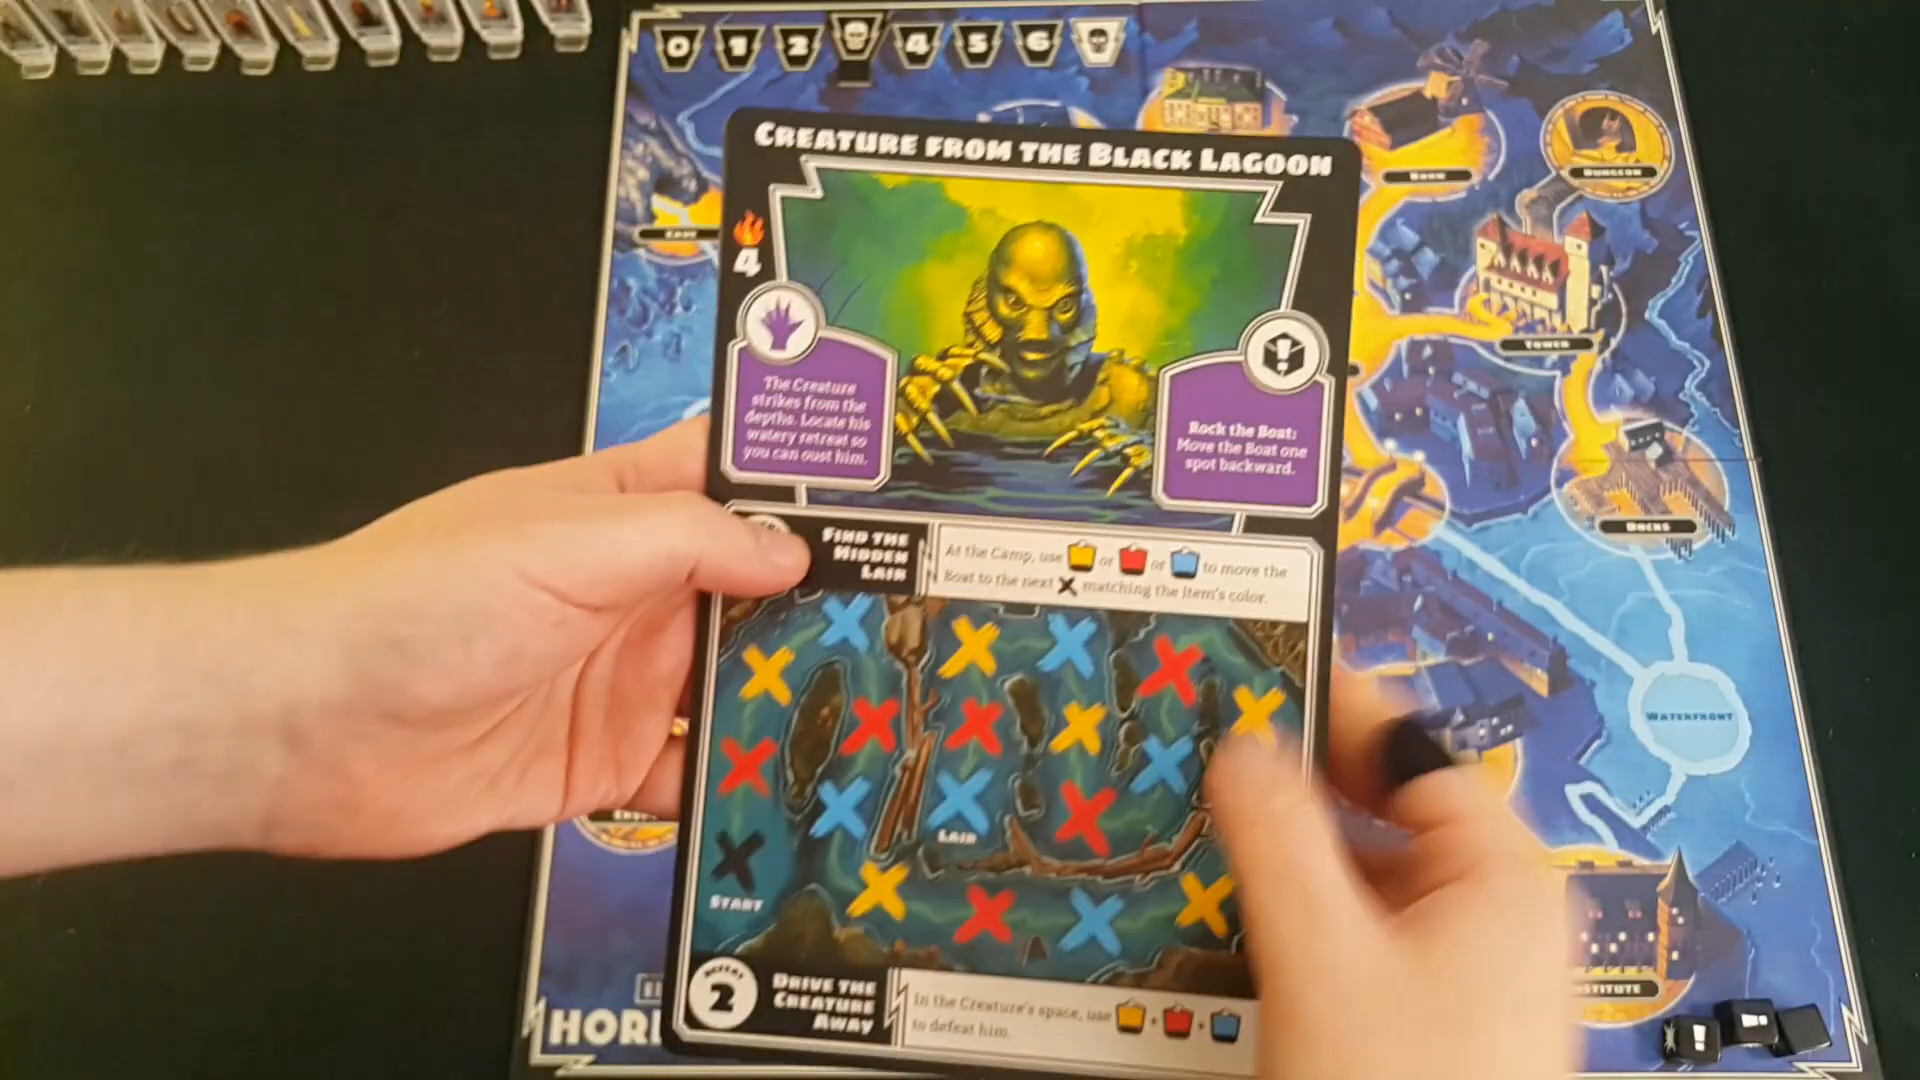 0 1 2 4 5 6
CREATURE FROM THE BLACK LAGOON
4
The Creature
strikes from the
depths. Locate his
watery retreat so
you can oust him.
Rock the Boat:
Move the Boat one
spot backward.
FIND THE
HIDDEN
LAIR
At the Camp, use or or to move the
Boat to the next X matching the item's color.
LAIR
START
DEFEAT
2
DRIVE THE
CREATURE
AWAY
In the Creature's space, use + +
to defeat him.
CAVE
BARN
DUNGEON
TOWER
DOCKS
WATERFRONT
STITUTE
HORR